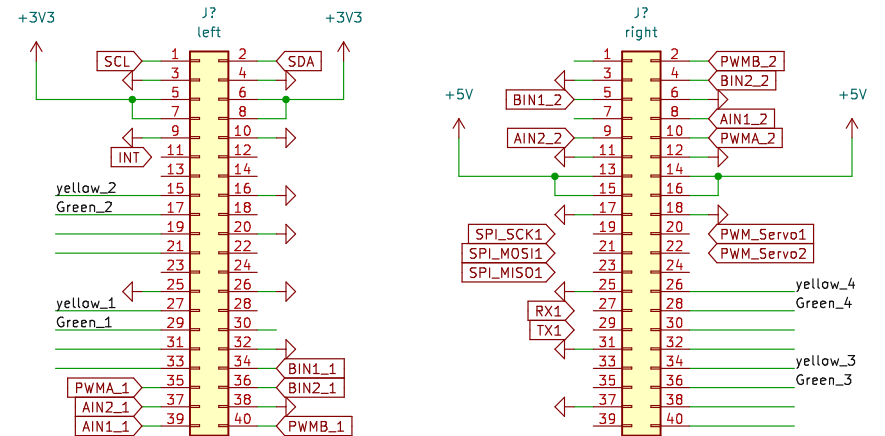 J? J?
+3V3 left +3V3 right
SCL 1 2 SDA 1 2 PWMB_2
3 4 3 4 BIN2_2
5 6 +5V BIN1_2 5 6 +5V
7 8 7 8 AIN1_2
9 10 AIN2_2 9 10 PWMA_2
INT 11 12 11 12
13 14 13 14
yellow_2 15 16 15 16
Green_2 17 18 17 18
19 20 SPI_SCK1 19 20 PWM_Servo1
21 22 SPI_MOSI1 21 22 PWM_Servo2
23 24 SPI_MISO1 23 24
25 26 25 26 yellow_4
yellow_1 27 28 RX1 27 28 Green_4
Green_1 29 30 TX1 29 30
31 32 31 32
33 34 BIN1_1 33 34 yellow_3
PWMA_1 35 36 BIN2_1 35 36 Green_3
AIN2_1 37 38 37 38
AIN1_1 39 40 PWMB_1 39 40